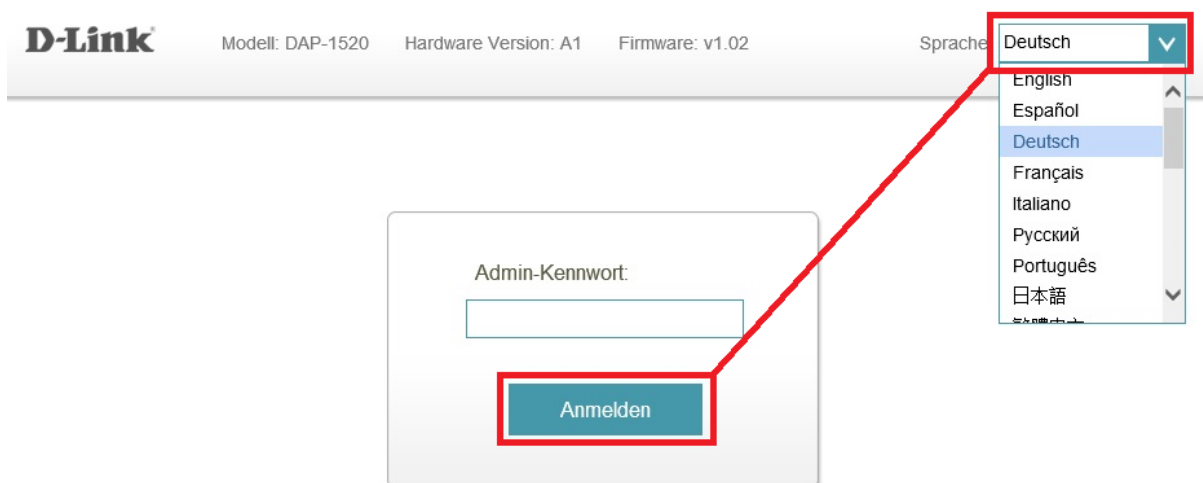 D-Link Modell: DAP-1520 Hardware Version: A1 Firmware: v1.02 Sprache Deutsch
English
Español
Deutsch
Français
Italiano
Русский
Português
日本語
Admin-Kennwort:
Anmelden